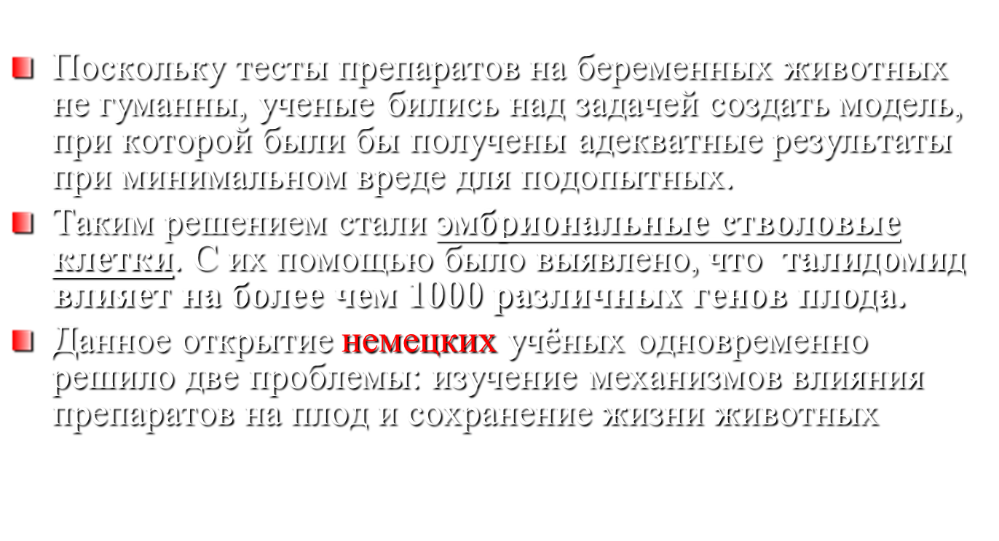 Поскольку тесты препаратов на беременных животных
не гуманны, ученые бились над задачей создать модель,
при которой были бы получены адекватные результаты
при минимальном вреде для подопытных.
Таким решением стали эмбриональные стволовые
клетки. С их помощью было выявлено, что талидомид
влияет на более чем 1000 различных генов плода.
Данное открытие немецких учёных одновременно
решило две проблемы: изучение механизмов влияния
препаратов на плод и сохранение жизни животных